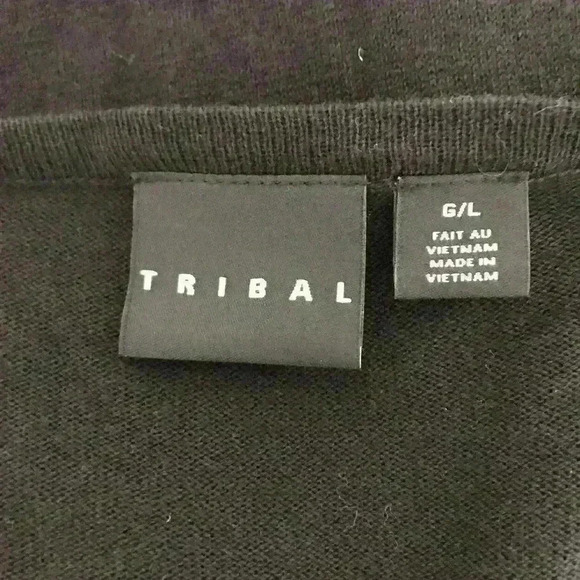 TRIBAL
G/L
FAIT AU
VIETNAM
MADE IN
VIETNAM